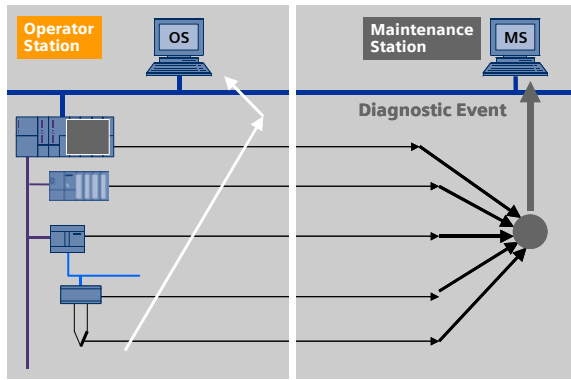 Operator
Station
OS
Maintenance
Station
MS
Diagnostic Event